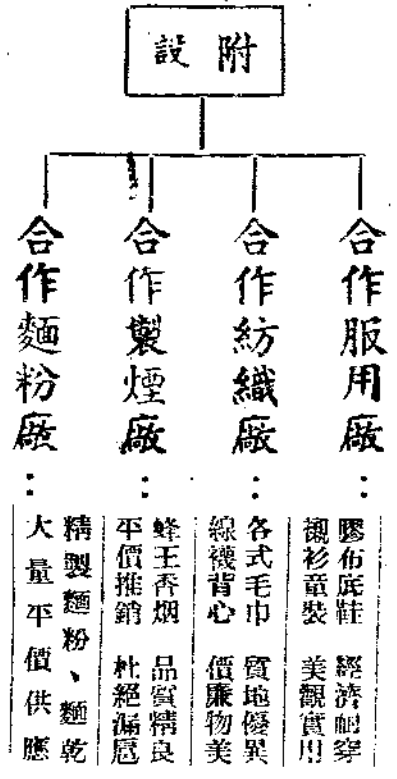 附設
合作服用廠：
膠布底鞋 經濟耐穿
襯衫童裝 美觀實用
合作紡織廠：
各式毛巾 質地優異
線襪背心 價廉物美
合作製煙廠：
蜂王香烟 品質精良
平價推銷 杜絕漏巵
合作麵粉廠：
精製麵粉、麵乾
大量平價供應